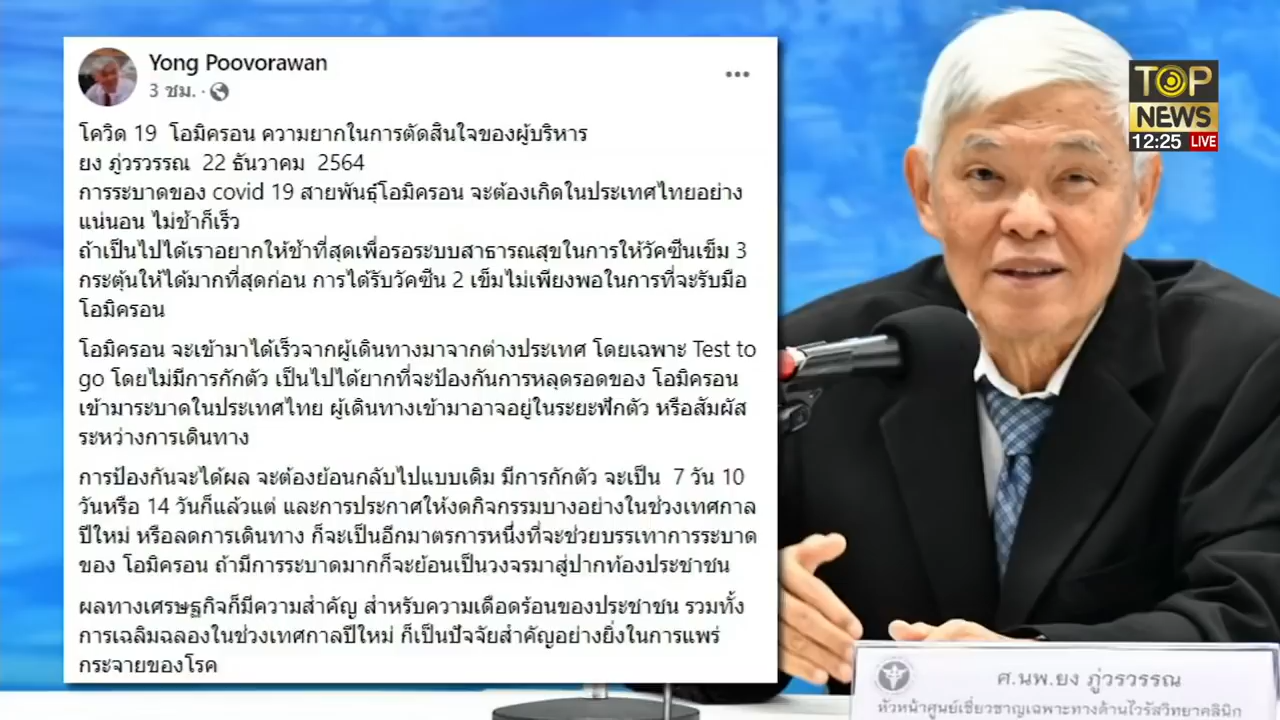 Yong Poovorawan
3 ชม.
โควิด 19 โอมิครอน ความยากในการตัดสินใจของผู้บริหาร
ยง ภู่วรวรรณ 22 ธันวาคม 2564
การระบาดของ covid 19 สายพันธุ์โอมิครอน จะต้องเกิดในประเทศไทยอย่าง
แน่นอน ไม่ช้าก็เร็ว
ถ้าเป็นไปได้เราอยากให้ช้าที่สุดเพื่อรอระบบสาธารณสุขในการให้วัคซีนเข็ม 3
กระตุ้นให้ได้มากที่สุดก่อน การได้รับวัคซีน 2 เข็มไม่เพียงพอในการที่จะรับมือ
โอมิครอน
โอมิครอน จะเข้ามาได้เร็วจากผู้เดินทางมาจากต่างประเทศ โดยเฉพาะ Test to
go โดยไม่มีการกักตัว เป็นไปได้ยากที่จะป้องกันการหลุดรอดของ โอมิครอน
เข้ามาระบาดในประเทศไทย ผู้เดินทางเข้ามาอาจอยู่ในระยะฟักตัว หรือสัมผัส
ระหว่างการเดินทาง
การป้องกันจะได้ผล จะต้องย้อนกลับไปแบบเดิม มีการกักตัว จะเป็น 7 วัน 10
วันหรือ 14 วันก็แล้วแต่ และการประกาศให้งดกิจกรรมบางอย่างในช่วงเทศกาล
ปีใหม่ หรือลดการเดินทาง ก็จะเป็นอีกมาตรการหนึ่งที่จะช่วยบรรเทาการระบาด
ของ โอมิครอน ถ้ามีการระบาดมากก็จะย้อนเป็นวงจรมาสู่ปากท้องประชาชน
ผลทางเศรษฐกิจก็มีความสำคัญ สำหรับความเดือดร้อนของประชาชน รวมทั้ง
การเฉลิมฉลองในช่วงเทศกาลปีใหม่ ก็เป็นปัจจัยสำคัญอย่างยิ่งในการแพร่
กระจายของโรค
TOP
NEWS
12:25 LIVE
ศ.นพ.ยง ภู่วรวรรณ
หัวหน้าศูนย์เชี่ยวชาญเฉพาะทางด้านไวรัสวิทยาคลินิก